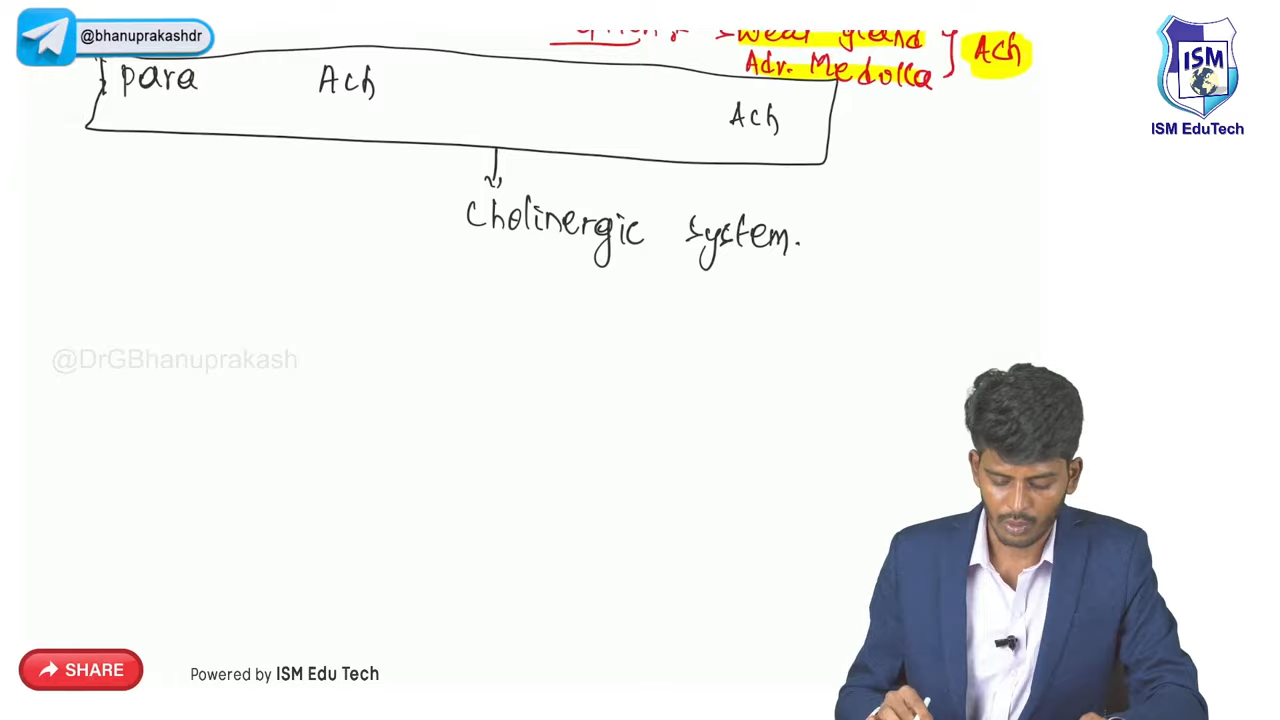 @bhanuprakashdr
Sweat gland
Adr. Medulla
Ach
para Ach
Ach
ISM
ISM EduTech
cholinergic system.
@DrGBhanuprakash
SHARE
Powered by ISM Edu Tech